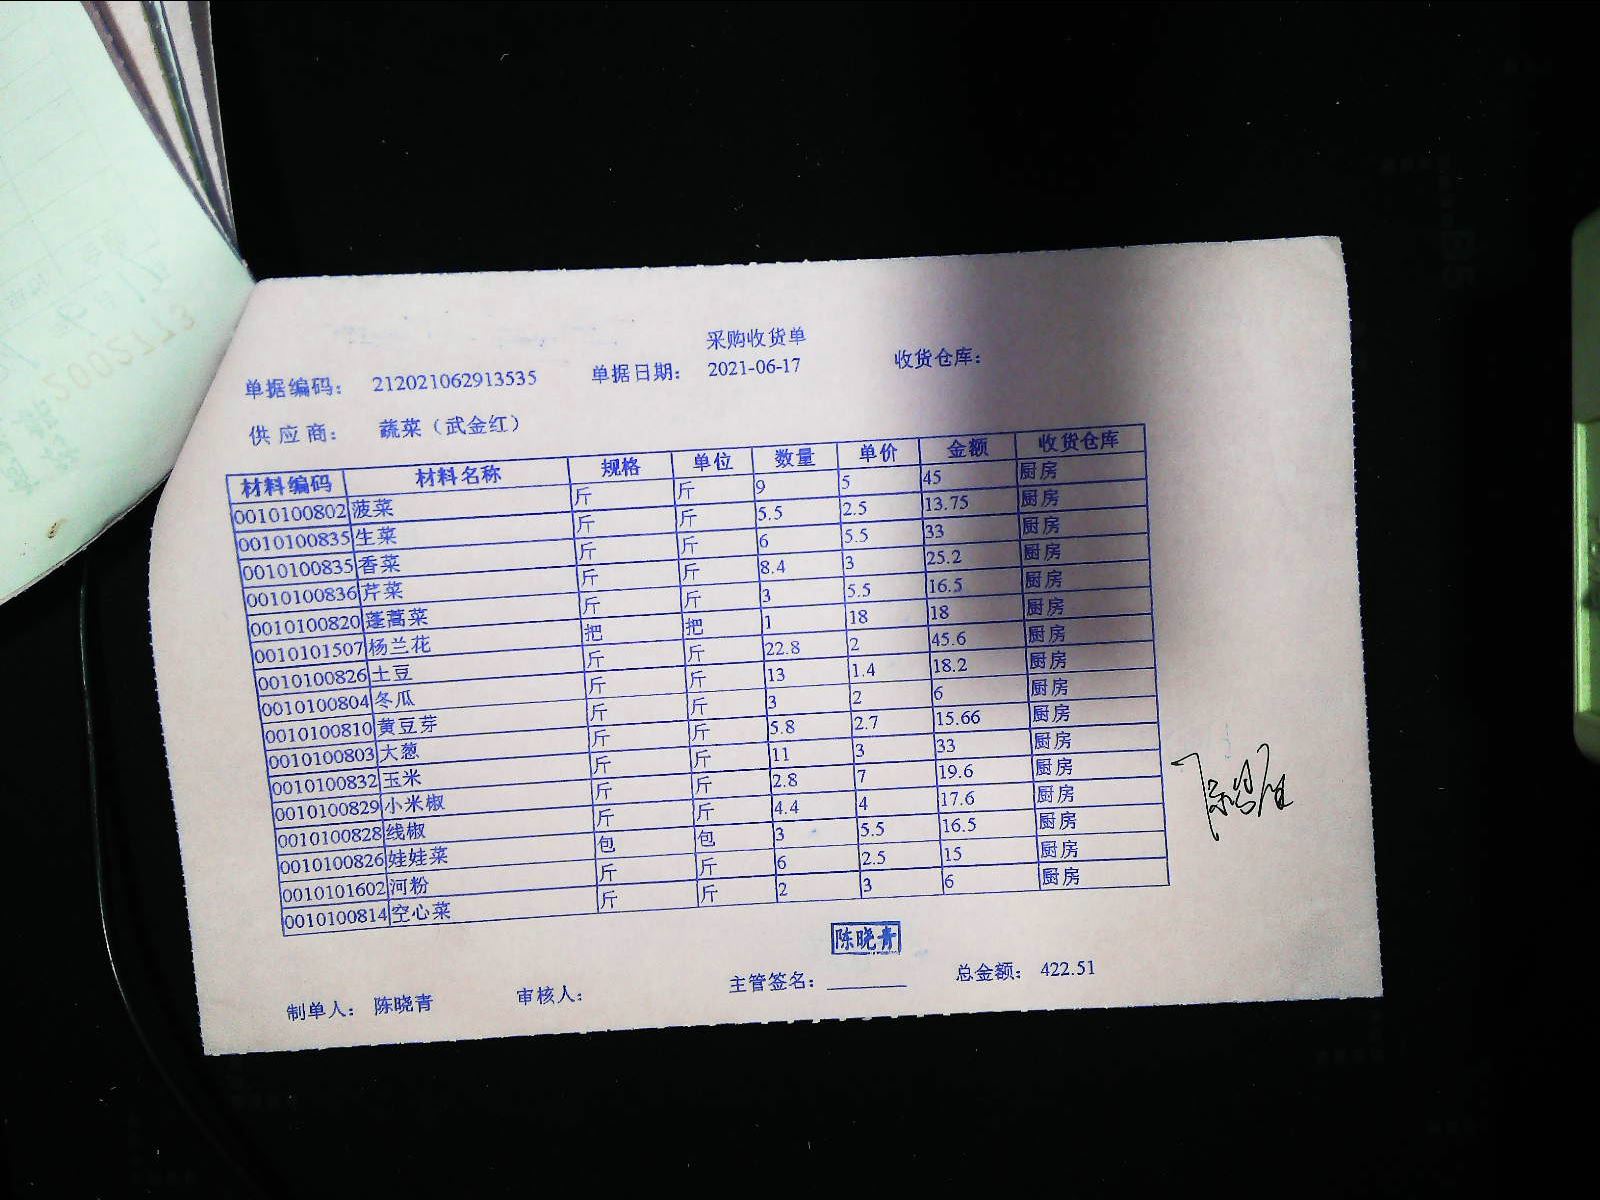 采购收货单
单据编码： 212021062913535 单据日期： 2021-06-17 收货仓库：
供应商： 蔬菜（武金红）
材料编码 材料名称 规格 单位 数量 单价 金额 收货仓库
0010100802 菠菜 斤 斤 9 5 45 厨房
0010100835 生菜 斤 斤 5.5 2.5 13.75 厨房
0010100835 香菜 斤 斤 6 5.5 33 厨房
0010100836 芹菜 斤 斤 8.4 3 25.2 厨房
0010100820 蓬蒿菜 斤 斤 3 5.5 16.5 厨房
0010101507 杨兰花 把 把 1 18 18 厨房
0010100826 土豆 斤 斤 22.8 2 45.6 厨房
0010100804 冬瓜 斤 斤 13 1.4 18.2 厨房
0010100810 黄豆芽 斤 斤 3 2 6 厨房
0010100803 大葱 斤 斤 5.8 2.7 15.66 厨房
0010100832 玉米 斤 斤 11 3 33 厨房
0010100829 小米椒 斤 斤 2.8 7 19.6 厨房
0010100828 线椒 斤 斤 4.4 4 17.6 厨房
0010100826 娃娃菜 包 包 3 5.5 16.5 厨房
0010101602 河粉 斤 斤 6 2.5 15 厨房
0010100814 空心菜 斤 斤 2 3 6 厨房
陈晓青
制单人： 陈晓青 审核人： 主管签名：________ 总金额： 422.51